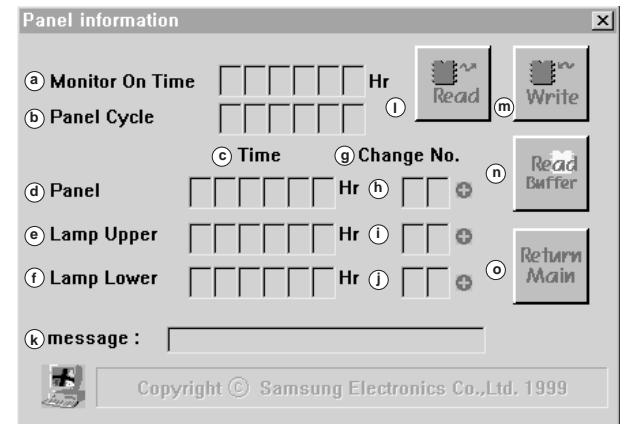 Panel information
a Monitor On Time Hr
b Panel Cycle
l Read
m Write
c Time g Change No.
d Panel Hr h
n Read Buffer
e Lamp Upper Hr i
f Lamp Lower Hr j
o Return Main
k message :
Copyright © Samsung Electronics Co.,Ltd. 1999